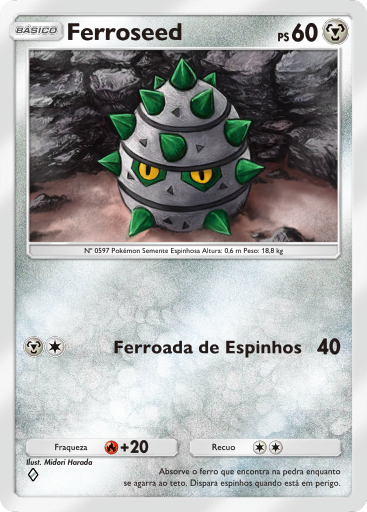 BÁSICO Ferroseed PS 60
Nº 0597 Pokémon Semente Espinhosa Altura: 0,6 m Peso: 18,8 kg
Ferroada de Espinhos 40
Fraqueza +20 Recuo
Ilust. Midori Harada
Absorve o ferro que encontra na pedra enquanto
se agarra ao teto. Dispara espinhos quando está em perigo.